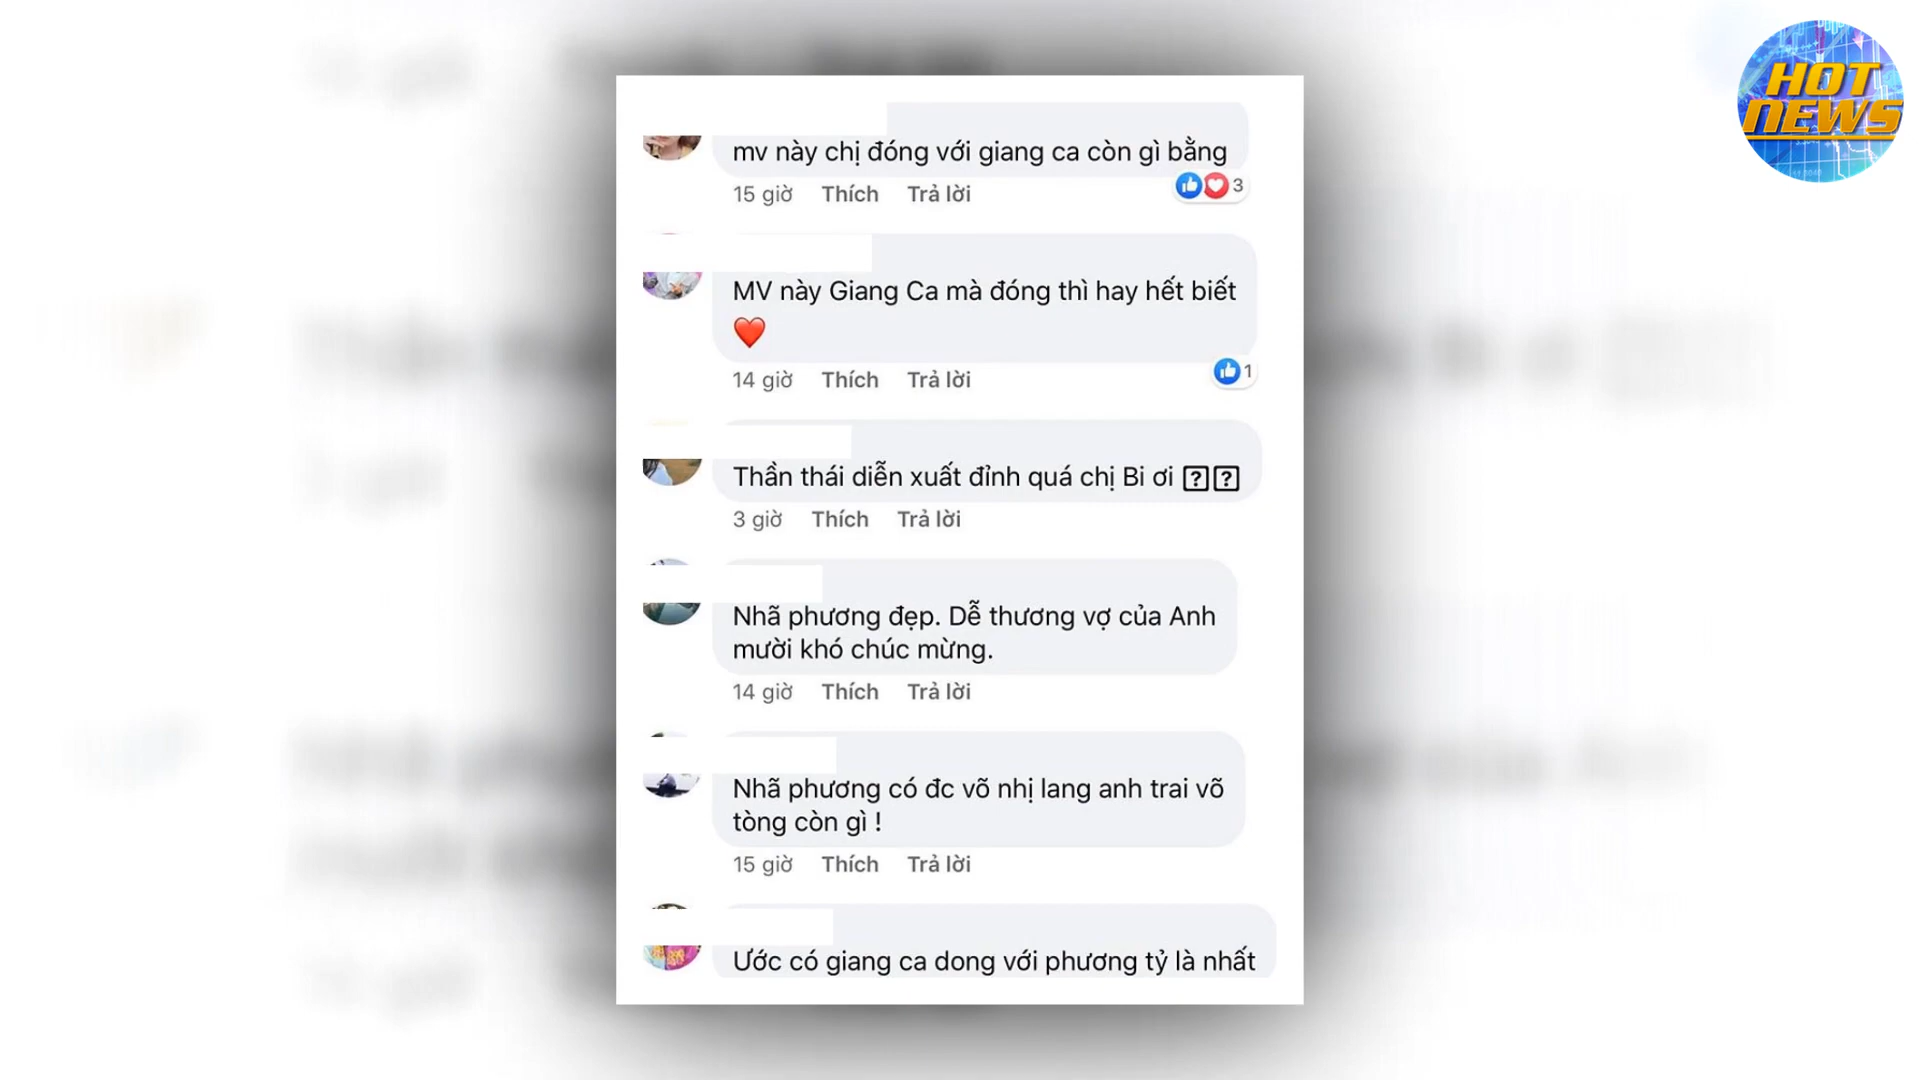 HOT
NEWS
mv này chị đóng với giang ca còn gì bằng
15 giờ Thích Trả lời 3
MV này Giang Ca mà đóng thì hay hết biết
❤️
14 giờ Thích Trả lời 1
Thần thái diễn xuất đỉnh quá chị Bi ơi
3 giờ Thích Trả lời
Nhã phương đẹp. Dễ thương vợ của Anh
mười khó chúc mừng.
14 giờ Thích Trả lời
Nhã phương có đc võ nhị lang anh trai võ
tòng còn gì !
15 giờ Thích Trả lời
Ước có giang ca dong với phương tỷ là nhất